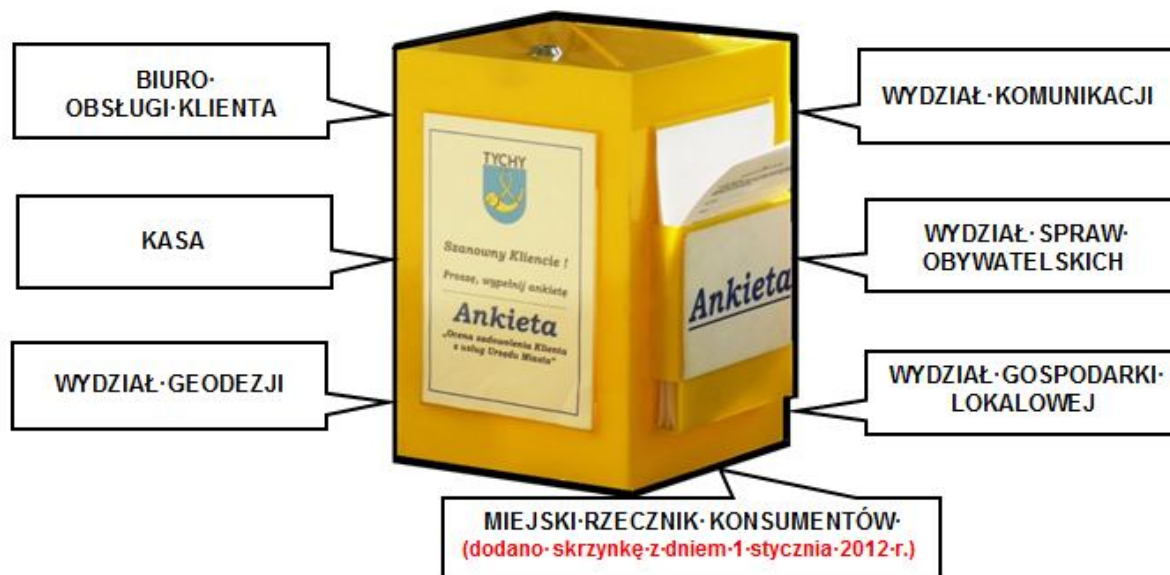 BIURO·
OBSŁUGI·KLIENTA
KASA
WYDZIAŁ·GEODEZJI
TYCHY
Szanowny Kliencie !
Proszę, wypełnij ankietę
Ankieta
„Ocena zadowolenia Klienta
z usług Urzędu Miasta"
Ankieta
WYDZIAŁ·KOMUNIKACJI
WYDZIAŁ·SPRAW·
OBYWATELSKICH
WYDZIAŁ·GOSPODARKI·
LOKALOWEJ
MIEJSKI·RZECZNIK·KONSUMENTÓW·
(dodano·skrzynkę·z·dniem·1·stycznia·2012·r.)